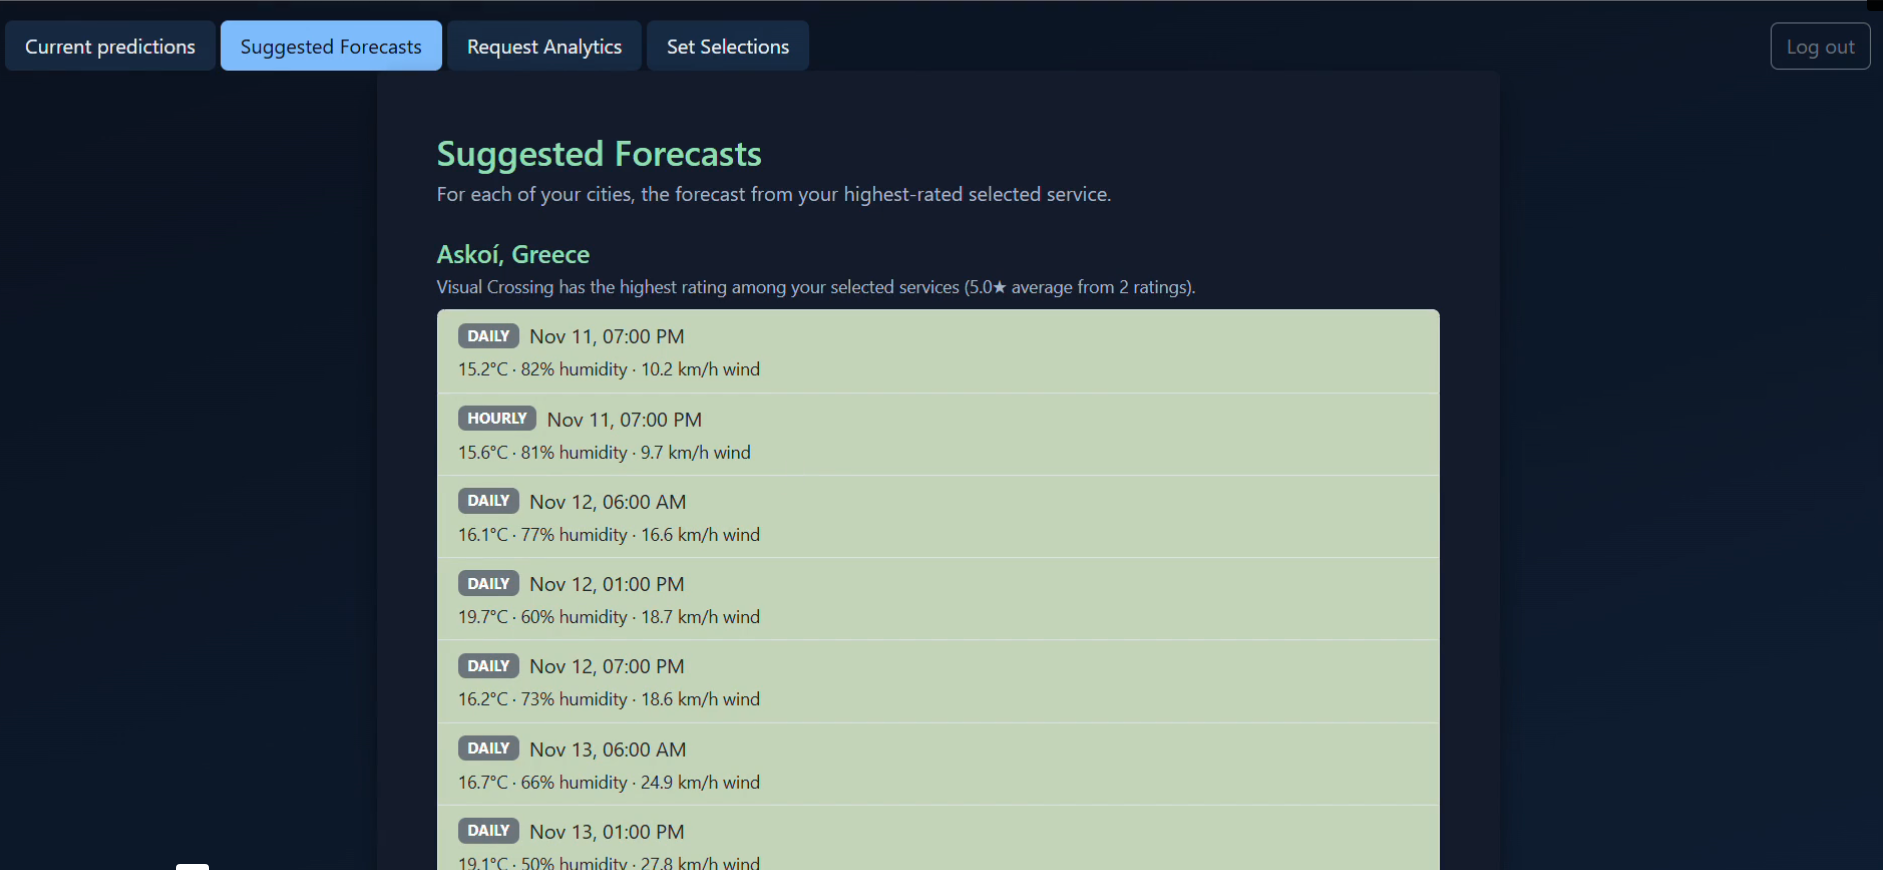 Current predictions
Suggested Forecasts
Request Analytics
Set Selections
Log out
Suggested Forecasts
For each of your cities, the forecast from your highest-rated selected service.
Askoí, Greece
Visual Crossing has the highest rating among your selected services (5.0★ average from 2 ratings).
DAILY Nov 11, 07:00 PM
15.2°C · 82% humidity · 10.2 km/h wind
HOURLY Nov 11, 07:00 PM
15.6°C · 81% humidity · 9.7 km/h wind
DAILY Nov 12, 06:00 AM
16.1°C · 77% humidity · 16.6 km/h wind
DAILY Nov 12, 01:00 PM
19.7°C · 60% humidity · 18.7 km/h wind
DAILY Nov 12, 07:00 PM
16.2°C · 73% humidity · 18.6 km/h wind
DAILY Nov 13, 06:00 AM
16.7°C · 66% humidity · 24.9 km/h wind
DAILY Nov 13, 01:00 PM
19.1°C · 50% humidity · 27.8 km/h wind